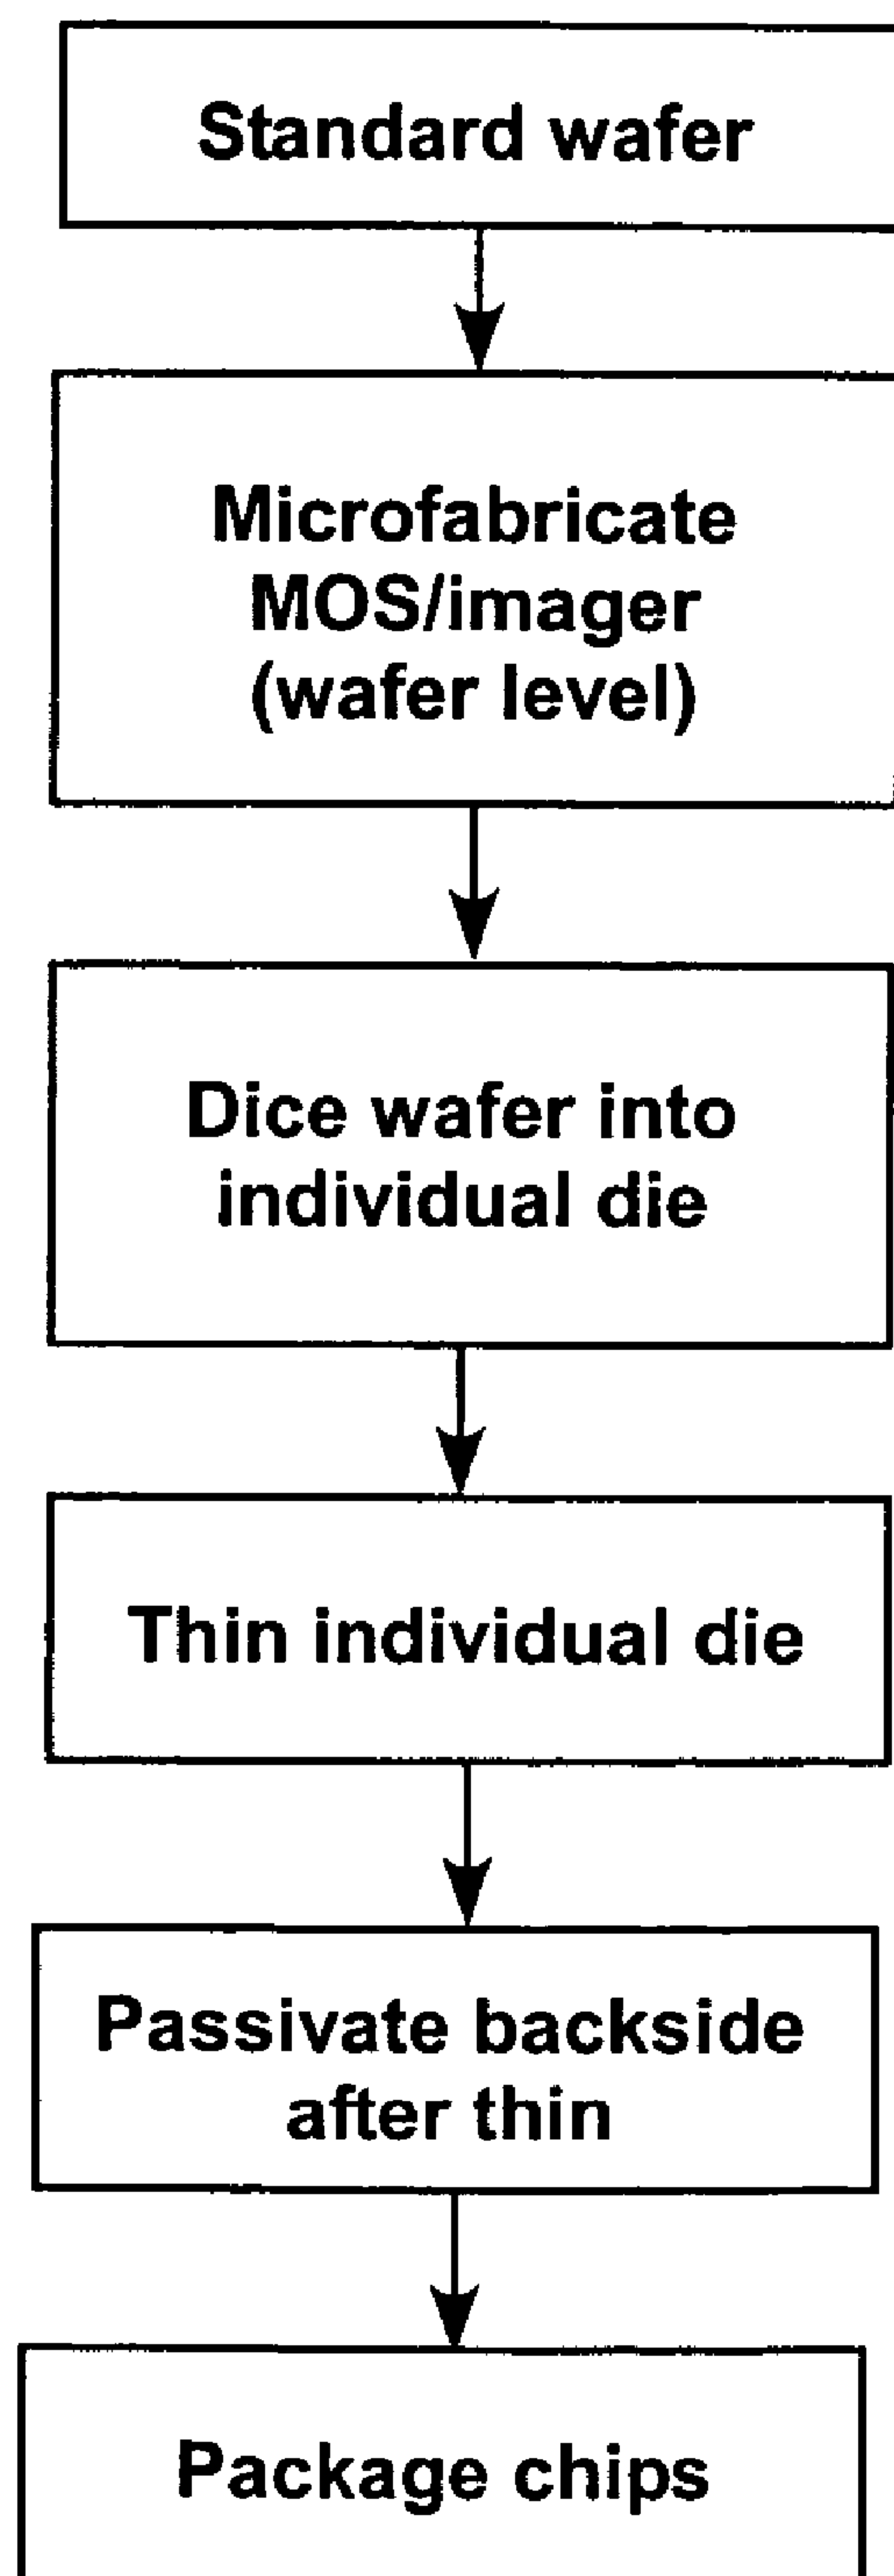 Standard wafer
Microfabricate
MOS/imager
(wafer level)
Dice wafer into
individual die
Thin individual die
Passivate backside
after thin
Package chips